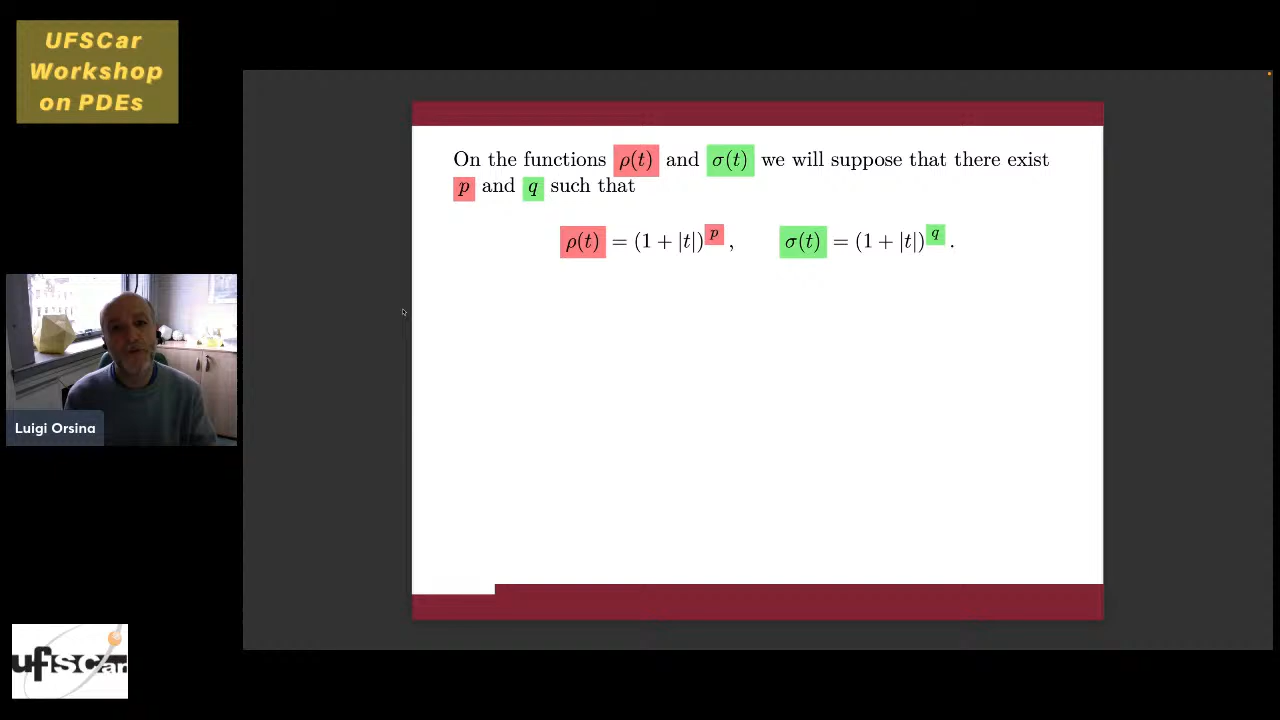 UFSCar
Workshop
on PDEs
On the functions ρ(t) and σ(t) we will suppose that there exist
p and q such that
ρ(t) = (1 + |t|)^p , σ(t) = (1 + |t|)^q .
Luigi Orsina
ufscar